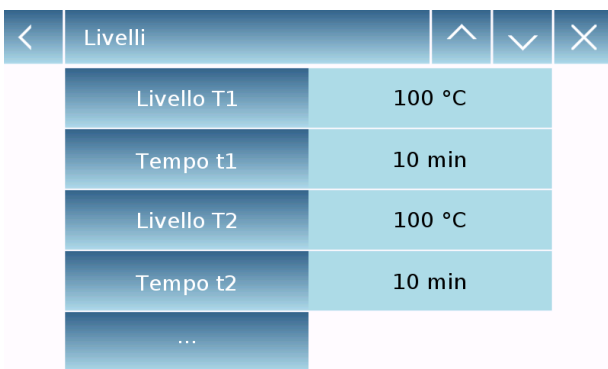 Livelli
Livello T1 100 °C
Tempo t1 10 min
Livello T2 100 °C
Tempo t2 10 min
...